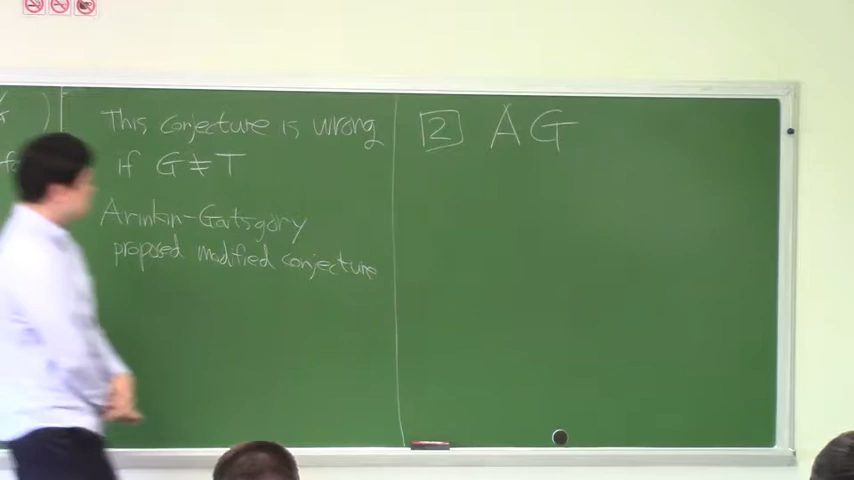 This Conjecture is wrong
if G ≠ T
Arinkin-Gaitsgory
proposed modified conjecture
2 AG